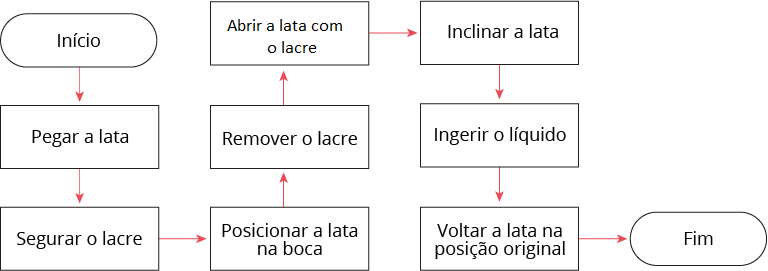 Início
Pegar a lata
Segurar o lacre
Posicionar a lata
na boca
Remover o lacre
Abrir a lata com
o lacre
Inclinar a lata
Ingerir o líquido
Voltar a lata na
posição original
Fim